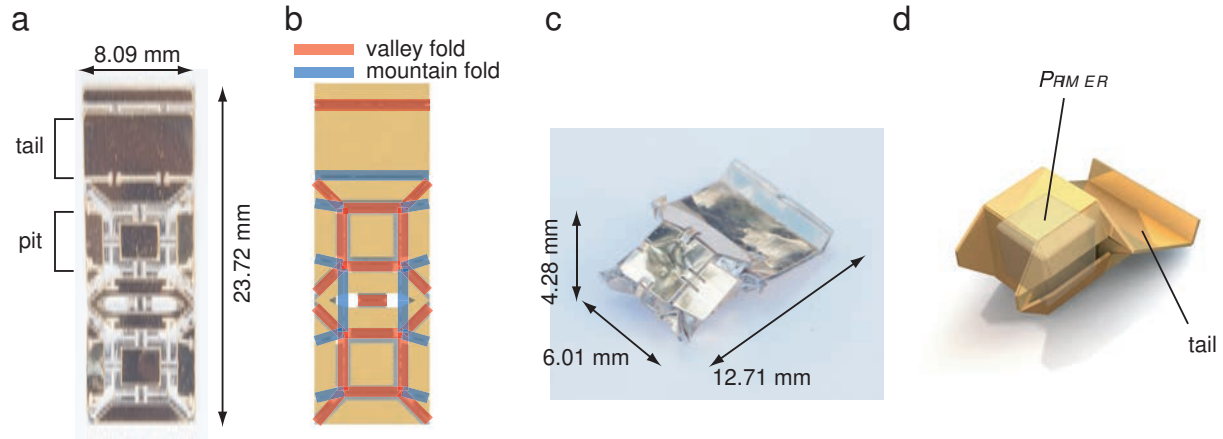 a
8.09 mm
tail
pit
23.72 mm
b
valley fold
mountain fold
c
4.28 mm
6.01 mm
12.71 mm
d
PRIMER
tail